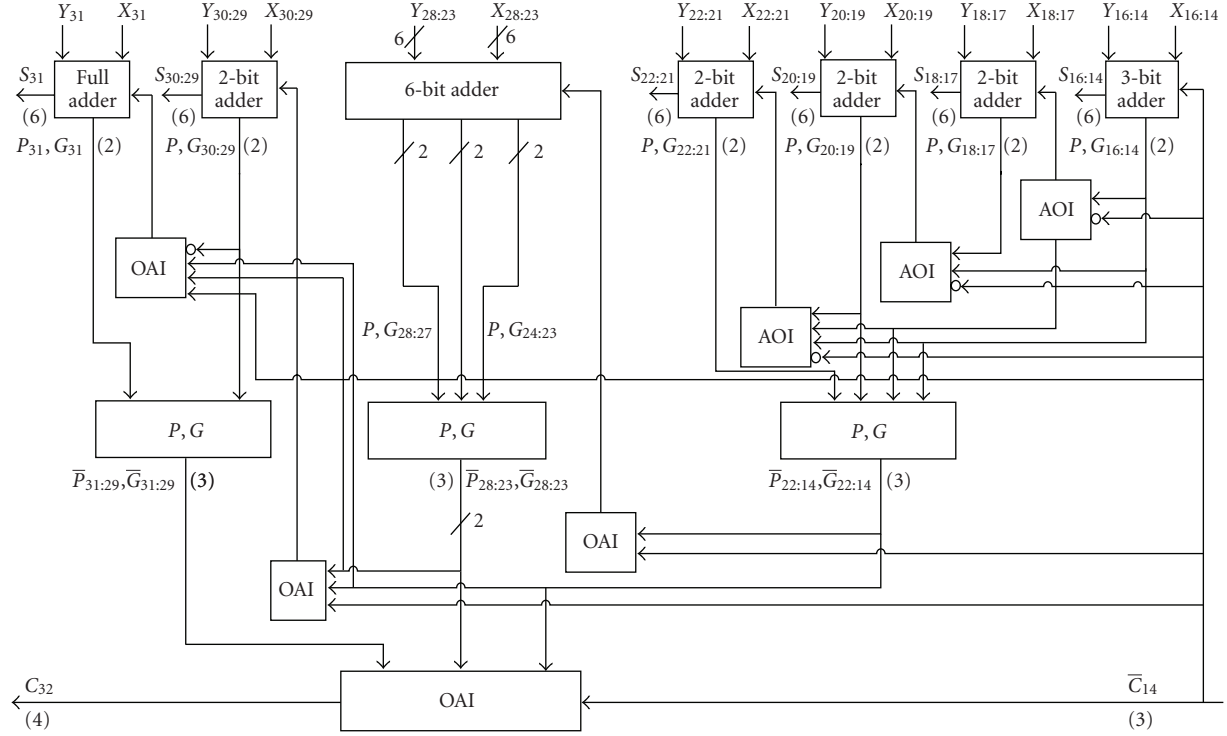 Y31 X31 Y30:29 X30:29 Y28:23 X28:23 Y22:21 X22:21 Y20:19 X20:19 Y18:17 X18:17 Y16:14 X16:14
6 6
S31 Full adder S30:29 2-bit adder 6-bit adder S22:21 2-bit adder S20:19 2-bit adder S18:17 2-bit adder S16:14 3-bit adder
(6) (6) (6) (6) (6) (6)
P31, G31 (2) P, G30:29 (2) 2 2 2 P, G22:21 (2) P, G20:19 (2) P, G18:17 (2) P, G16:14 (2)
AOI
OAI AOI
P, G28:27 P, G24:23 AOI
P, G P, G P, G
P̅31:29, G̅31:29 (3) (3) P̅28:23, G̅28:23 P̅22:14, G̅22:14 (3)
2 OAI
OAI
C32 OAI C̅14
(4) (3)